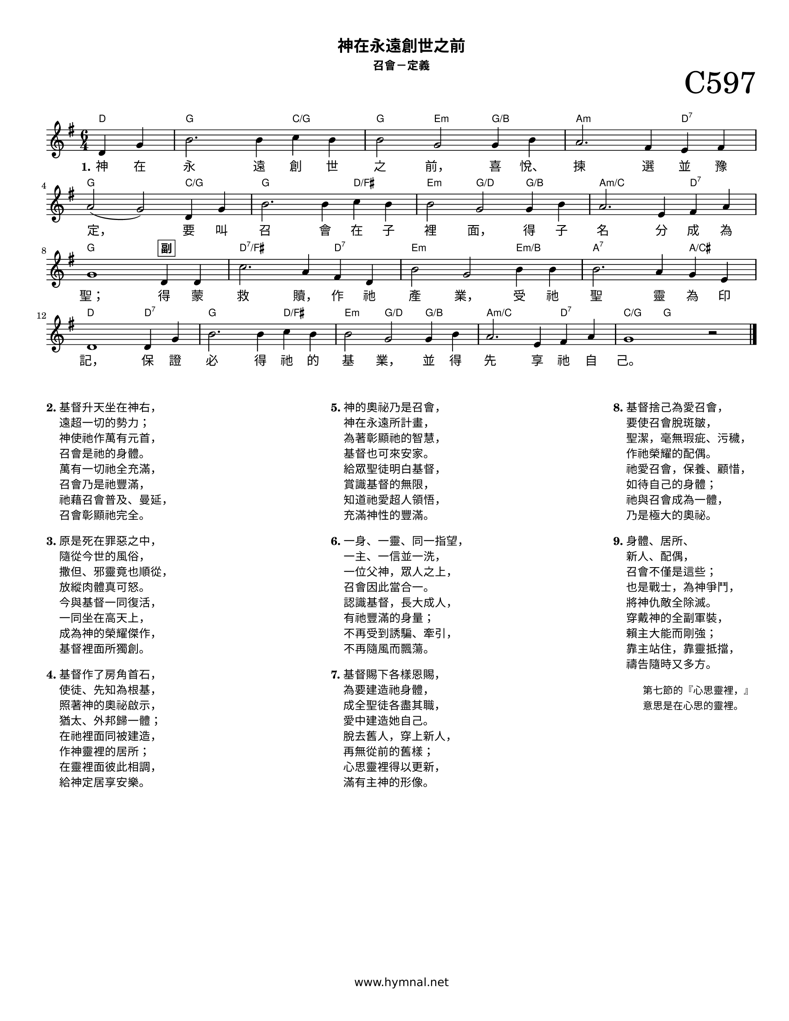 神在永遠創世之前
召會－定義
C597
D G C/G G Em G/B Am D7
6 4
1. 神 在 永 遠 創 世 之 前， 喜 悅、 揀 選 並 豫
4 G C/G G D/F♯ Em G/D G/B Am/C D7
定， 要 叫 召 會 在 子 裡 面， 得 子 名 分 成 為
8 G 副 D7/F♯ D7 Em Em/B A7 A/C♯
聖； 得 蒙 救 贖，作 祂 產 業， 受 祂 聖 靈 為 印
12 D D7 G D/F♯ Em G/D G/B Am/C D7 C/G G
記， 保 證 必 得 祂 的 基 業， 並 得 先 享 祂 自 己。
2. 基督升天坐在神右，
遠超一切的勢力；
神使祂作萬有元首，
召會是祂的身體。
萬有一切祂全充滿，
召會乃是祂豐滿，
祂藉召會普及、曼延，
召會彰顯祂完全。
3. 原是死在罪惡之中，
隨從今世的風俗，
撒但、邪靈竟也順從，
放縱肉體真可怒。
今與基督一同復活，
一同坐在高天上，
成為神的榮耀傑作，
基督裡面所獨創。
4. 基督作了房角首石，
使徒、先知為根基，
照著神的奧祕啟示，
猶太、外邦歸一體；
在祂裡面同被建造，
作神靈裡的居所；
在靈裡面彼此相調，
給神定居享安樂。
5. 神的奧祕乃是召會，
神在永遠所計畫，
為著彰顯祂的智慧，
基督也可來安家。
給眾聖徒明白基督，
賞識基督的無限，
知道祂愛超人領悟，
充滿神性的豐滿。
6. 一身、一靈、同一指望，
一主、一信並一洗，
一位父神，眾人之上，
召會因此當合一。
認識基督，長大成人，
有祂豐滿的身量；
不再受到誘騙、牽引，
不再隨風而飄蕩。
7. 基督賜下各樣恩賜，
為要建造祂身體，
成全聖徒各盡其職，
愛中建造她自己。
脫去舊人，穿上新人，
再無從前的舊樣；
心思靈裡得以更新，
滿有主神的形像。
8. 基督捨己為愛召會，
要使召會脫斑皺，
聖潔，毫無瑕疵、污穢，
作祂榮耀的配偶。
祂愛召會，保養、顧惜，
如待自己的身體；
祂與召會成為一體，
乃是極大的奧祕。
9. 身體、居所、
新人、配偶，
召會不僅是這些；
也是戰士，為神爭鬥，
將神仇敵全除滅。
穿戴神的全副軍裝，
賴主大能而剛強；
靠主站住，靠靈抵擋，
禱告隨時又多方。
第七節的『心思靈裡，』
意思是在心思的靈裡。
www.hymnal.net